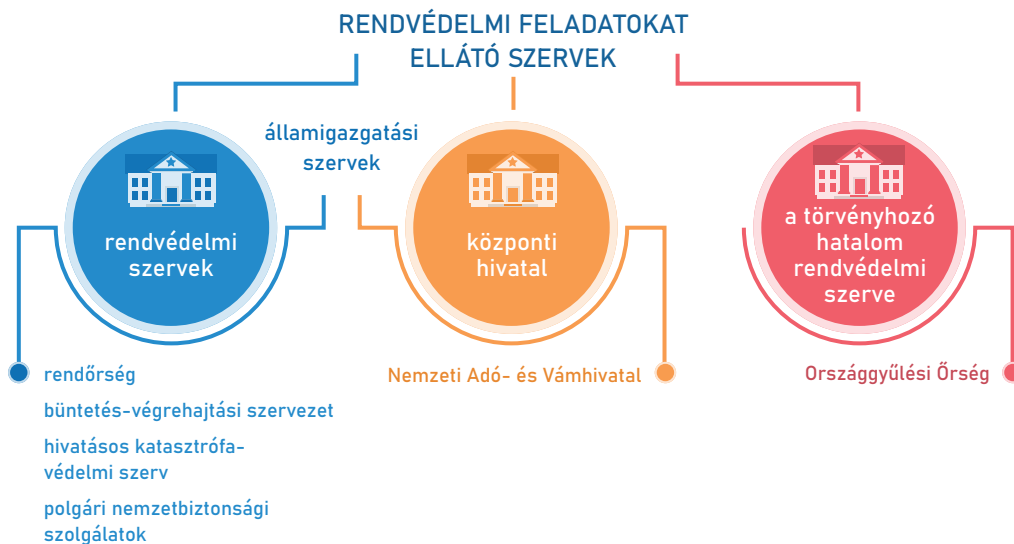 RENDVÉDELMI FELADATOKAT
ELLÁTÓ SZERVEK
államigazgatási
szervek
rendvédelmi
szervek
központi
hivatal
a törvényhozó
hatalom
rendvédelmi
szerve
rendőrség
büntetés-végrehajtási szervezet
hivatásos katasztrófa-
védelmi szerv
polgári nemzetbiztonsági
szolgálatok
Nemzeti Adó- és Vámhivatal
Országgyűlési Őrség